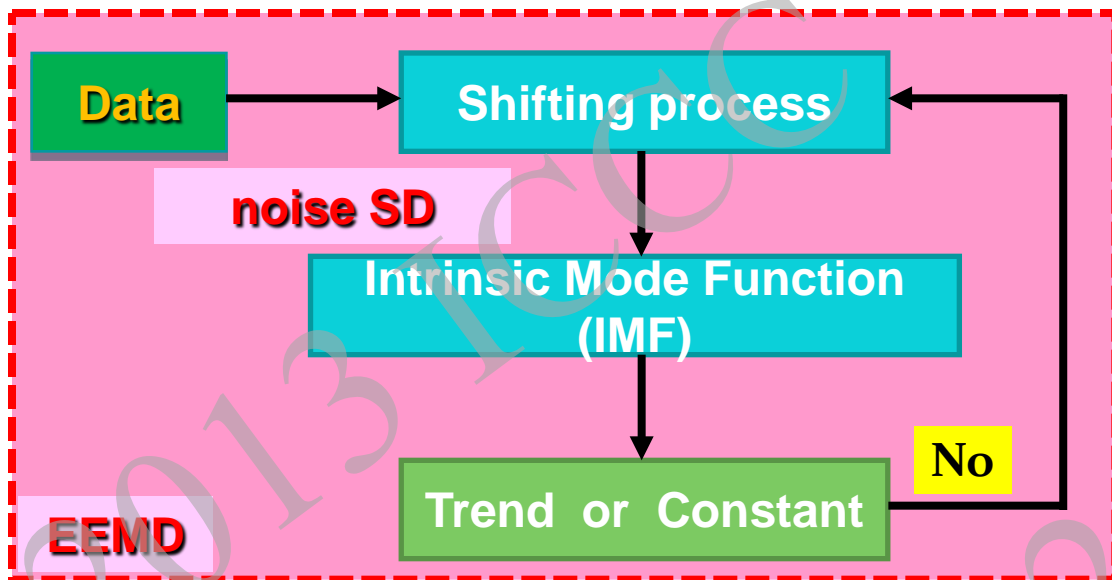 Data
Shifting process
noise SD
Intrinsic Mode Function
(IMF)
No
Trend or Constant
EEMD
2013 ICCC